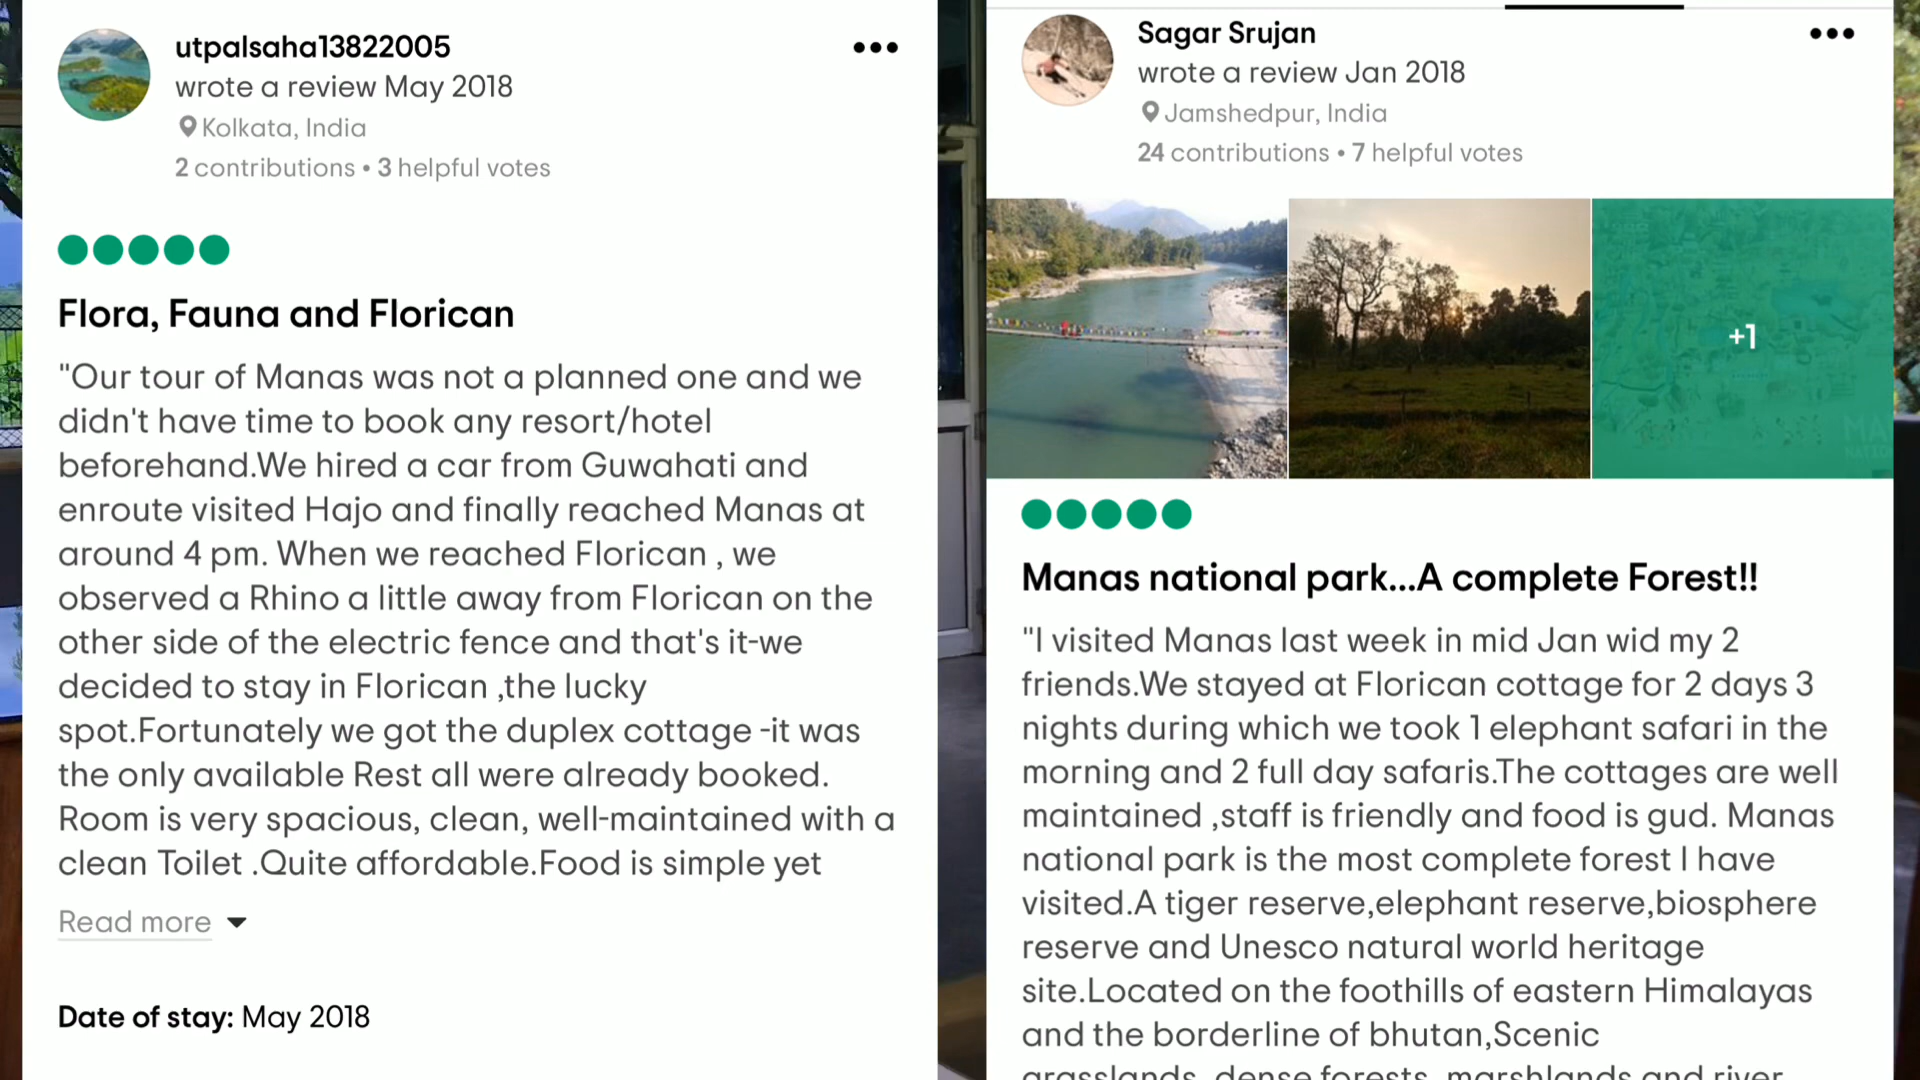 utpalsaha13822005
wrote a review May 2018
Kolkata, India
2 contributions • 3 helpful votes
Flora, Fauna and Florican
"Our tour of Manas was not a planned one and we
didn't have time to book any resort/hotel
beforehand.We hired a car from Guwahati and
enroute visited Hajo and finally reached Manas at
around 4 pm. When we reached Florican , we
observed a Rhino a little away from Florican on the
other side of the electric fence and that's it-we
decided to stay in Florican ,the lucky
spot.Fortunately we got the duplex cottage -it was
the only available Rest all were already booked.
Room is very spacious, clean, well-maintained with a
clean Toilet .Quite affordable.Food is simple yet
Read more
Date of stay: May 2018
Sagar Srujan
wrote a review Jan 2018
Jamshedpur, India
24 contributions • 7 helpful votes
+1
Manas national park...A complete Forest!!
"I visited Manas last week in mid Jan wid my 2
friends.We stayed at Florican cottage for 2 days 3
nights during which we took 1 elephant safari in the
morning and 2 full day safaris.The cottages are well
maintained ,staff is friendly and food is gud. Manas
national park is the most complete forest I have
visited.A tiger reserve,elephant reserve,biosphere
reserve and Unesco natural world heritage
site.Located on the foothills of eastern Himalayas
and the borderline of bhutan,Scenic
grasslands, dense forests, marshlands and river